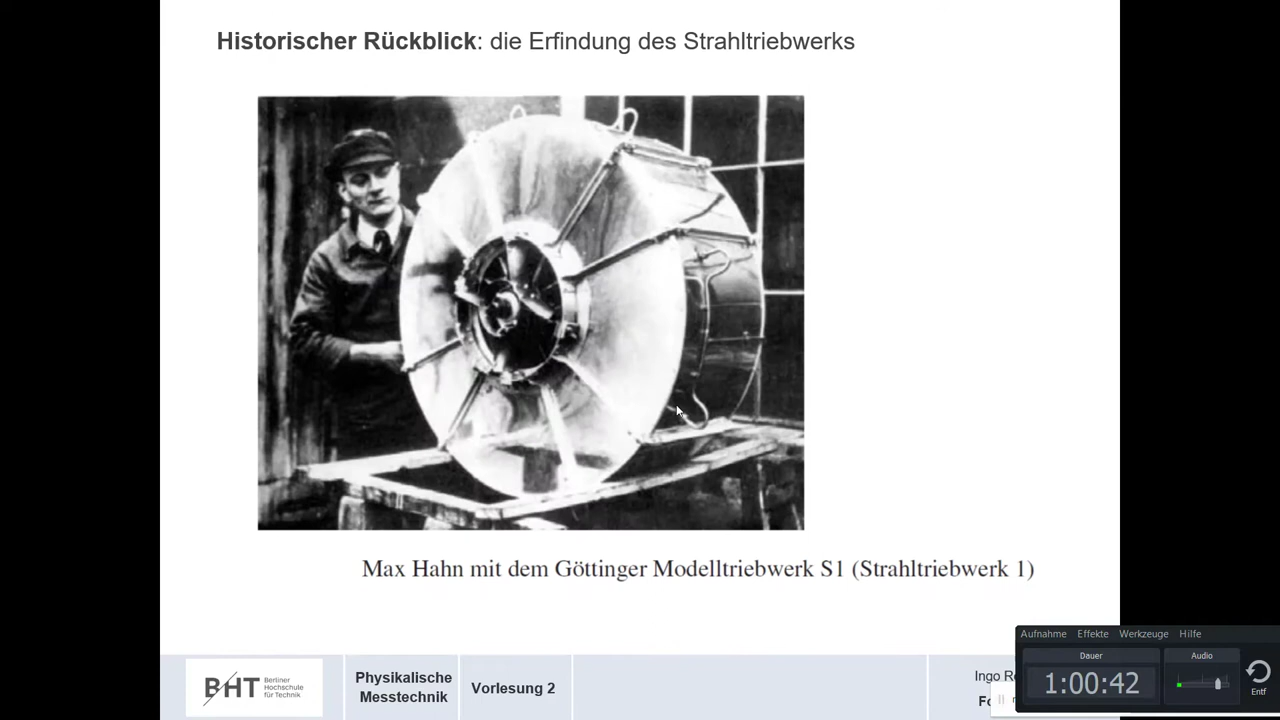 Historischer Rückblick: die Erfindung des Strahltriebwerks
Max Hahn mit dem Göttinger Modelltriebwerk S1 (Strahltriebwerk 1)
BHT
Berliner
Hochschule
für Technik
Physikalische
Messtechnik
Vorlesung 2
Ingo
Aufnahme Effekte Werkzeuge Hilfe
Dauer
Audio
1:00:42
Entf